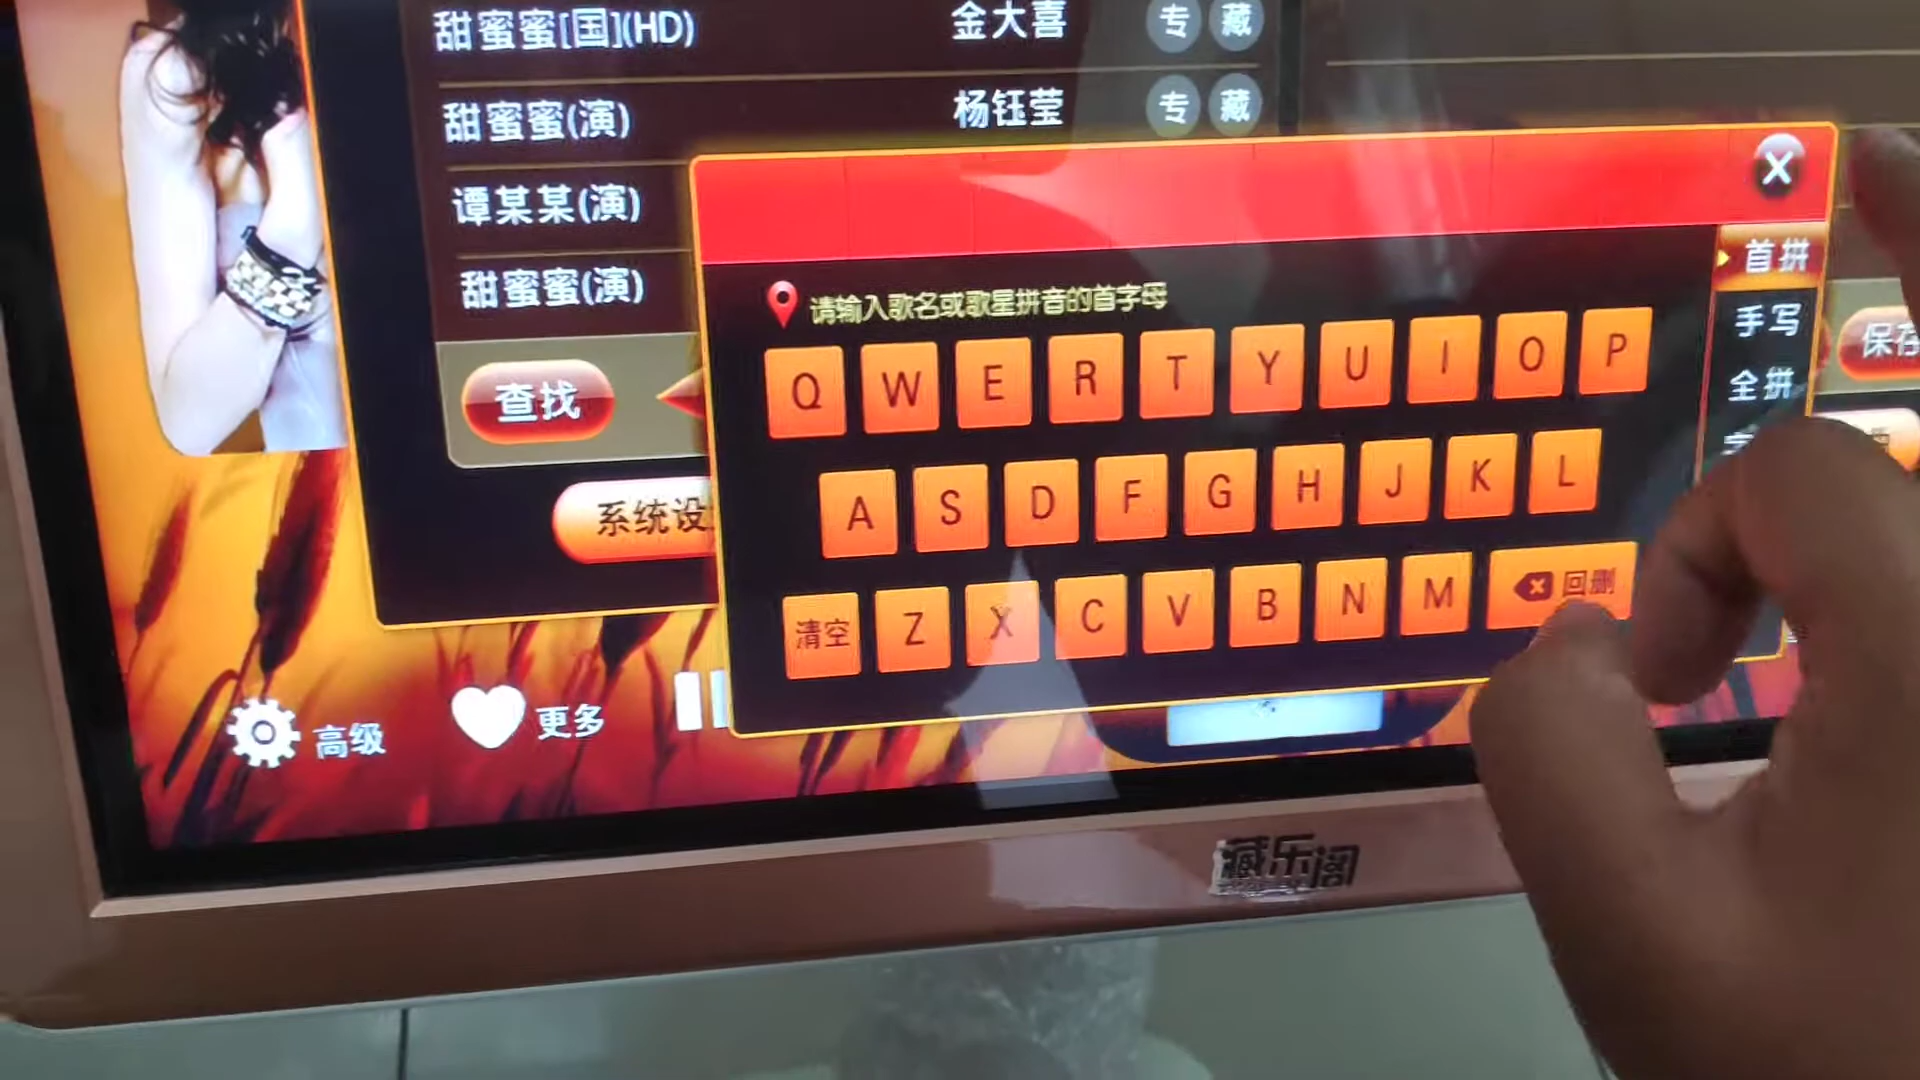 甜蜜蜜[国](HD) 金大喜 专 藏
甜蜜蜜(演) 杨钰莹 专 藏
谭某某(演)
甜蜜蜜(演)
查找
系统设
X
请输入歌名或歌星拼音的首字母
Q W E R T Y U I O P
A S D F G H J K L
清空 Z X C V B N M 回删
首拼
手写
全拼
保存
高级
更多
藏乐阁